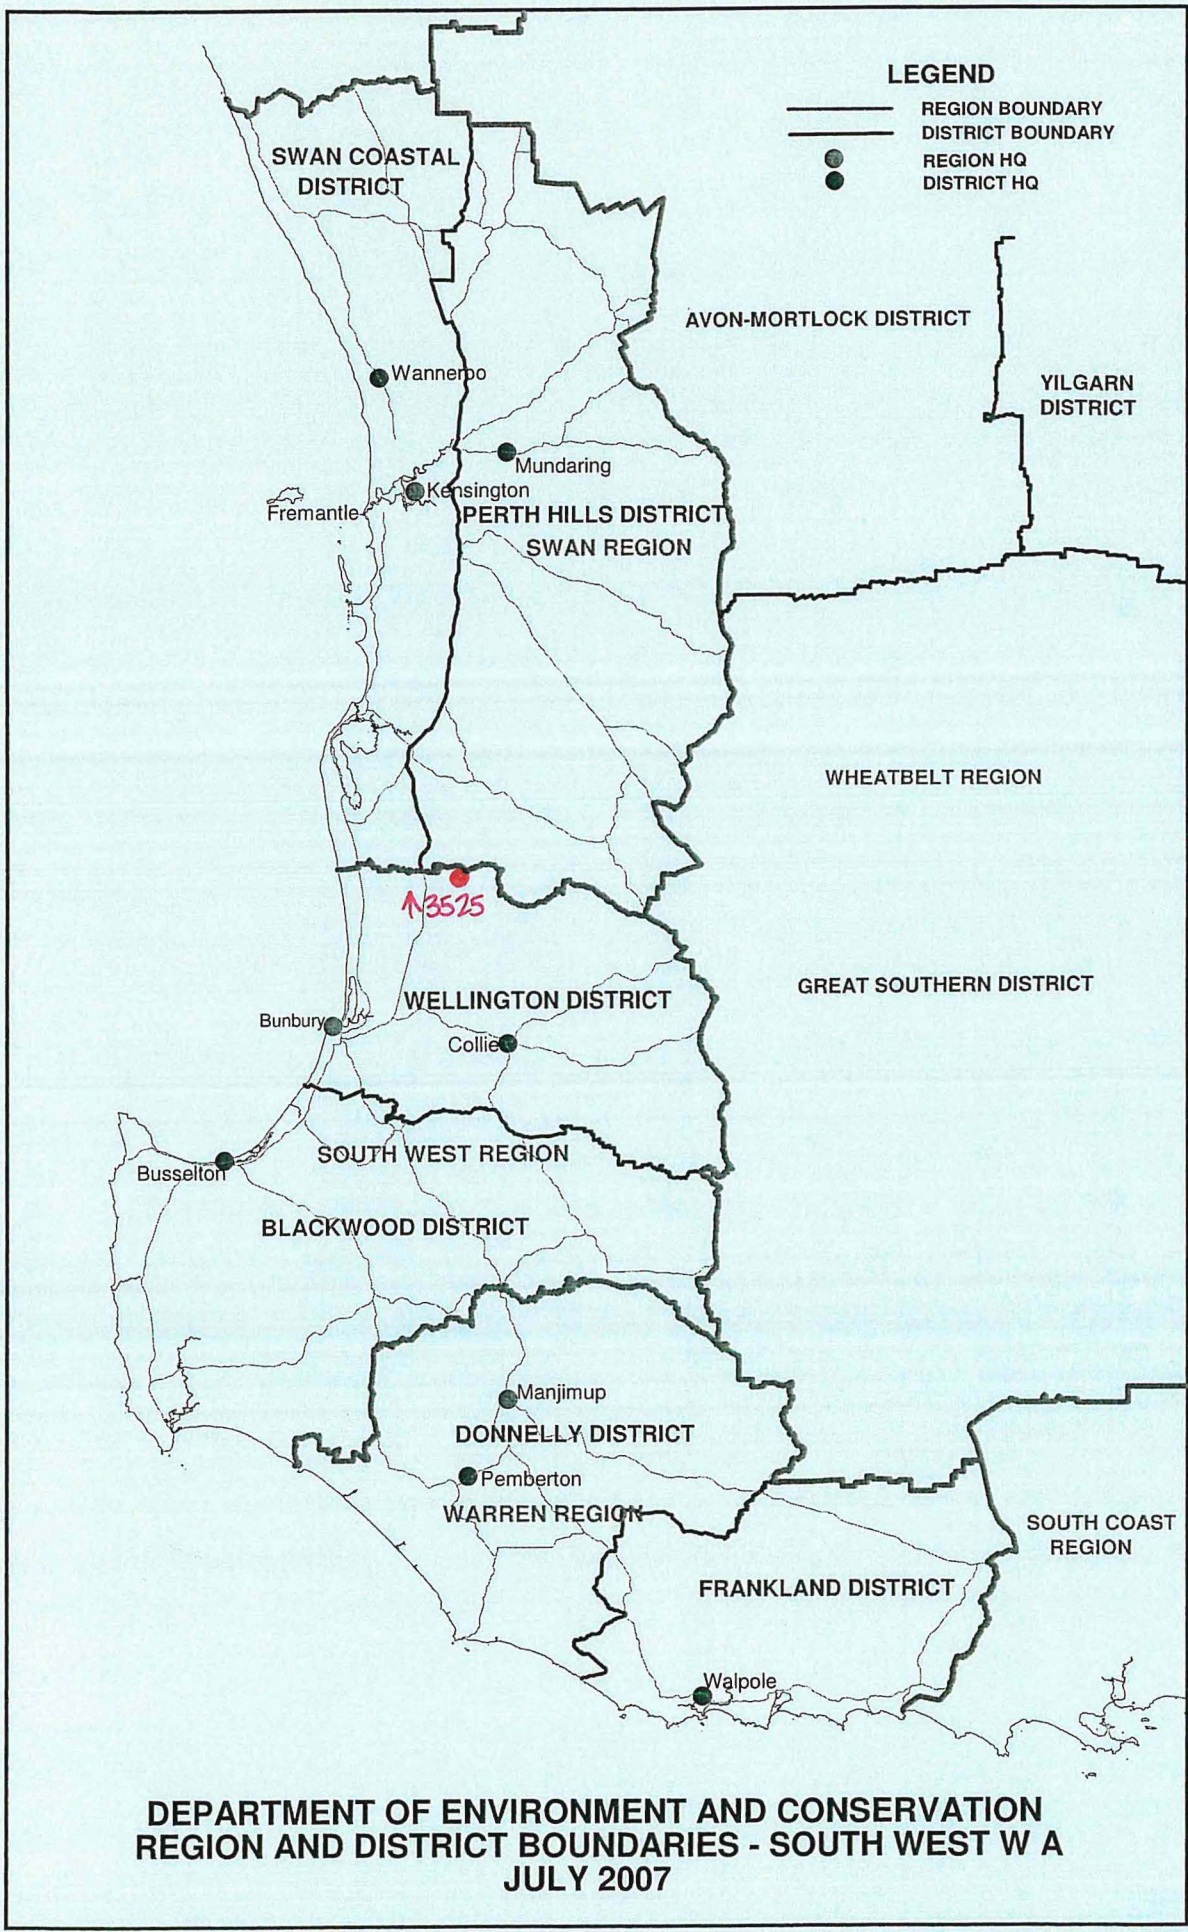 LEGEND
REGION BOUNDARY
DISTRICT BOUNDARY
REGION HQ
DISTRICT HQ
SWAN COASTAL
DISTRICT
AVON-MORTLOCK DISTRICT
YILGARN
DISTRICT
Wanneroo
Mundaring
Kensington
Fremantle
PERTH HILLS DISTRICT
SWAN REGION
WHEATBELT REGION
↑3525
GREAT SOUTHERN DISTRICT
WELLINGTON DISTRICT
Bunbury
Collie
SOUTH WEST REGION
Busselton
BLACKWOOD DISTRICT
Manjimup
DONNELLY DISTRICT
Pemberton
WARREN REGION
SOUTH COAST
REGION
FRANKLAND DISTRICT
Walpole
DEPARTMENT OF ENVIRONMENT AND CONSERVATION
REGION AND DISTRICT BOUNDARIES - SOUTH WEST W A
JULY 2007